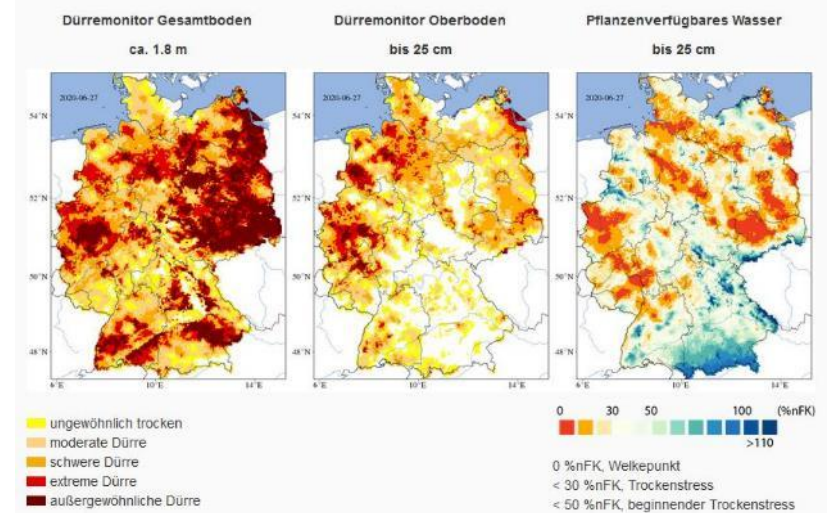 Dürremonitor Gesamtboden
ca. 1.8 m
Dürremonitor Oberboden
bis 25 cm
Pflanzenverfügbares Wasser
bis 25 cm
2020-06-27
54°N
52°N
50°N
48°N
6°E
10°E
14°E
2020-06-27
54°N
52°N
50°N
48°N
6°E
10°E
14°E
2020-06-27
54°N
52°N
50°N
48°N
6°E
10°E
14°E
ungewöhnlich trocken
moderate Dürre
schwere Dürre
extreme Dürre
außergewöhnliche Dürre
0 30 50 100 (%nFK)
>110
0 %nFK, Welkepunkt
< 30 %nFK, Trockenstress
< 50 %nFK, beginnender Trockenstress